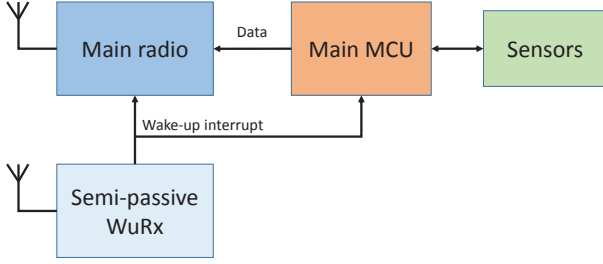 Main radio
Data
Main MCU
Sensors
Wake-up interrupt
Semi-passive
WuRx